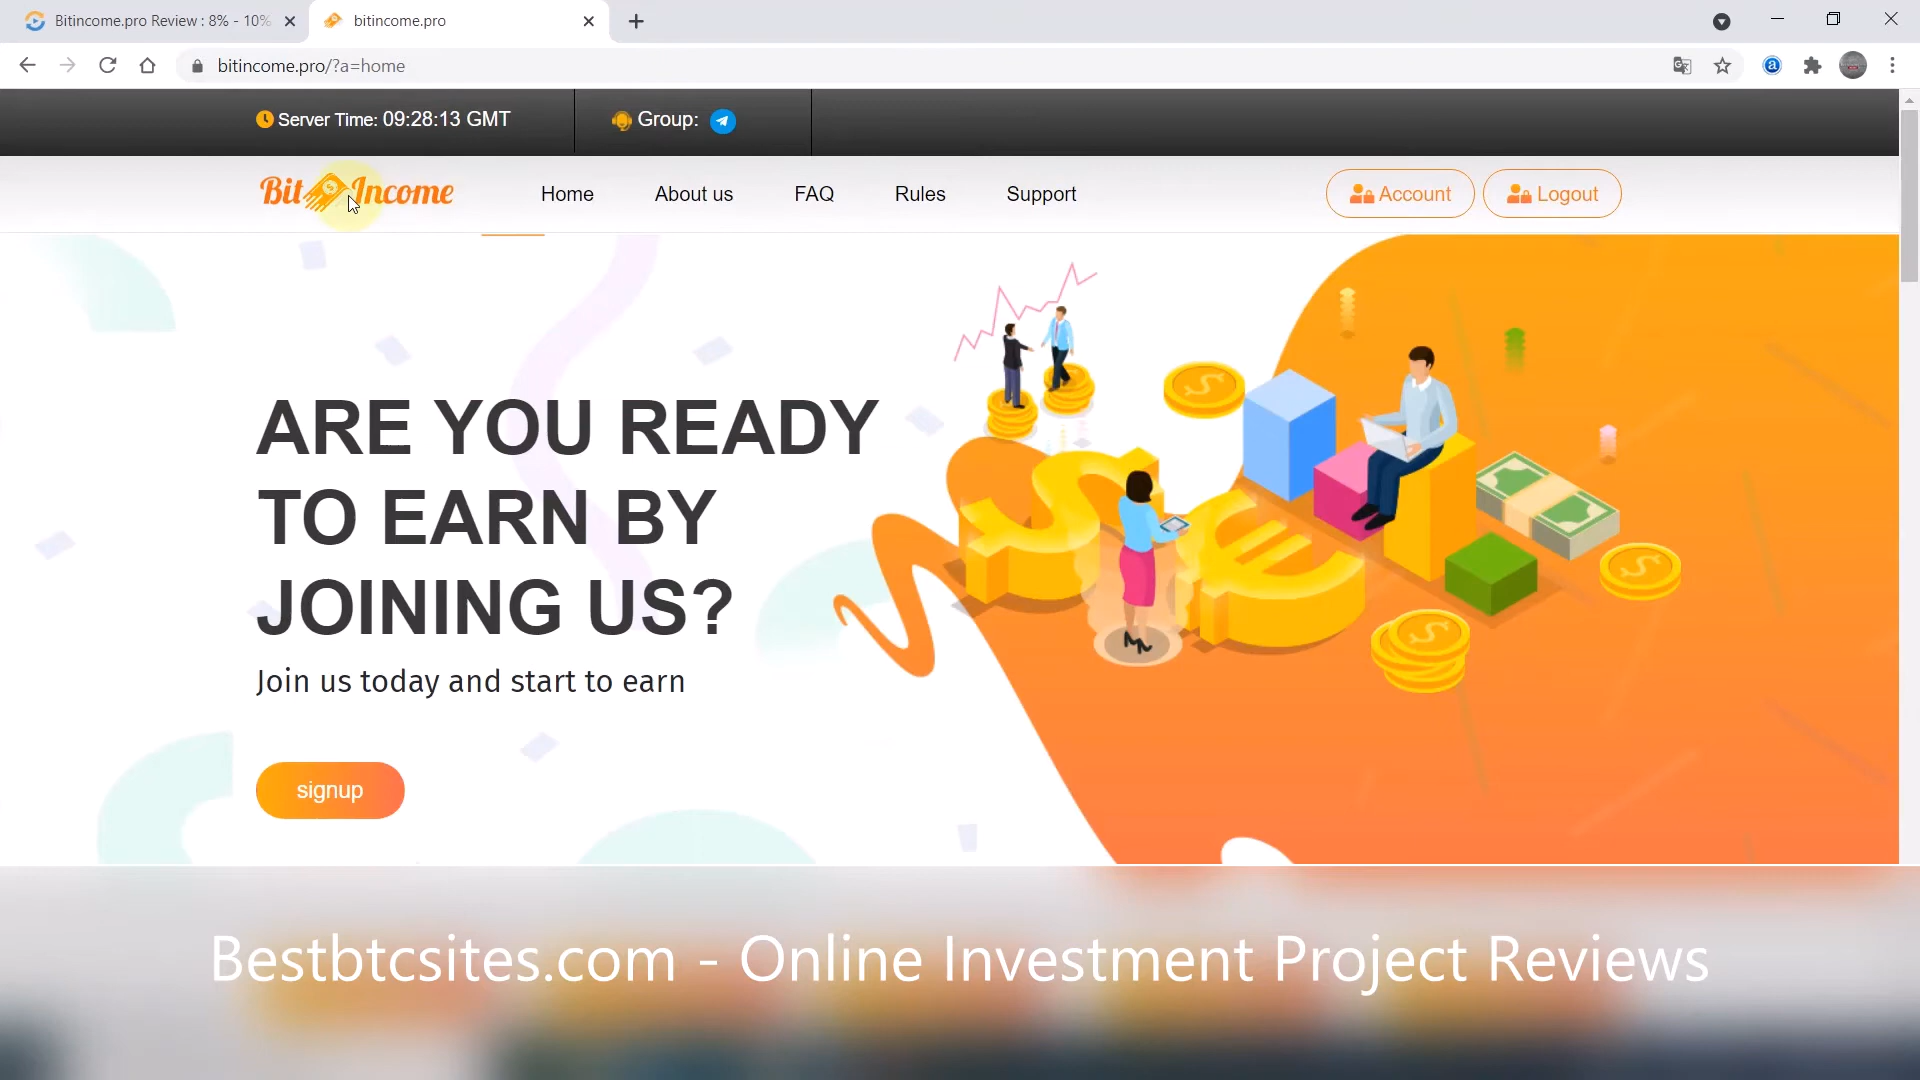 Bitincome.pro Review : 8% - 10%
bitincome.pro
bitincome.pro/?a=home
Server Time: 09:28:13 GMT
Group:
Bit Income
Home
About us
FAQ
Rules
Support
Account
Logout
ARE YOU READY
TO EARN BY
JOINING US?
Join us today and start to earn
signup
Bestbtcsites.com - Online Investment Project Reviews